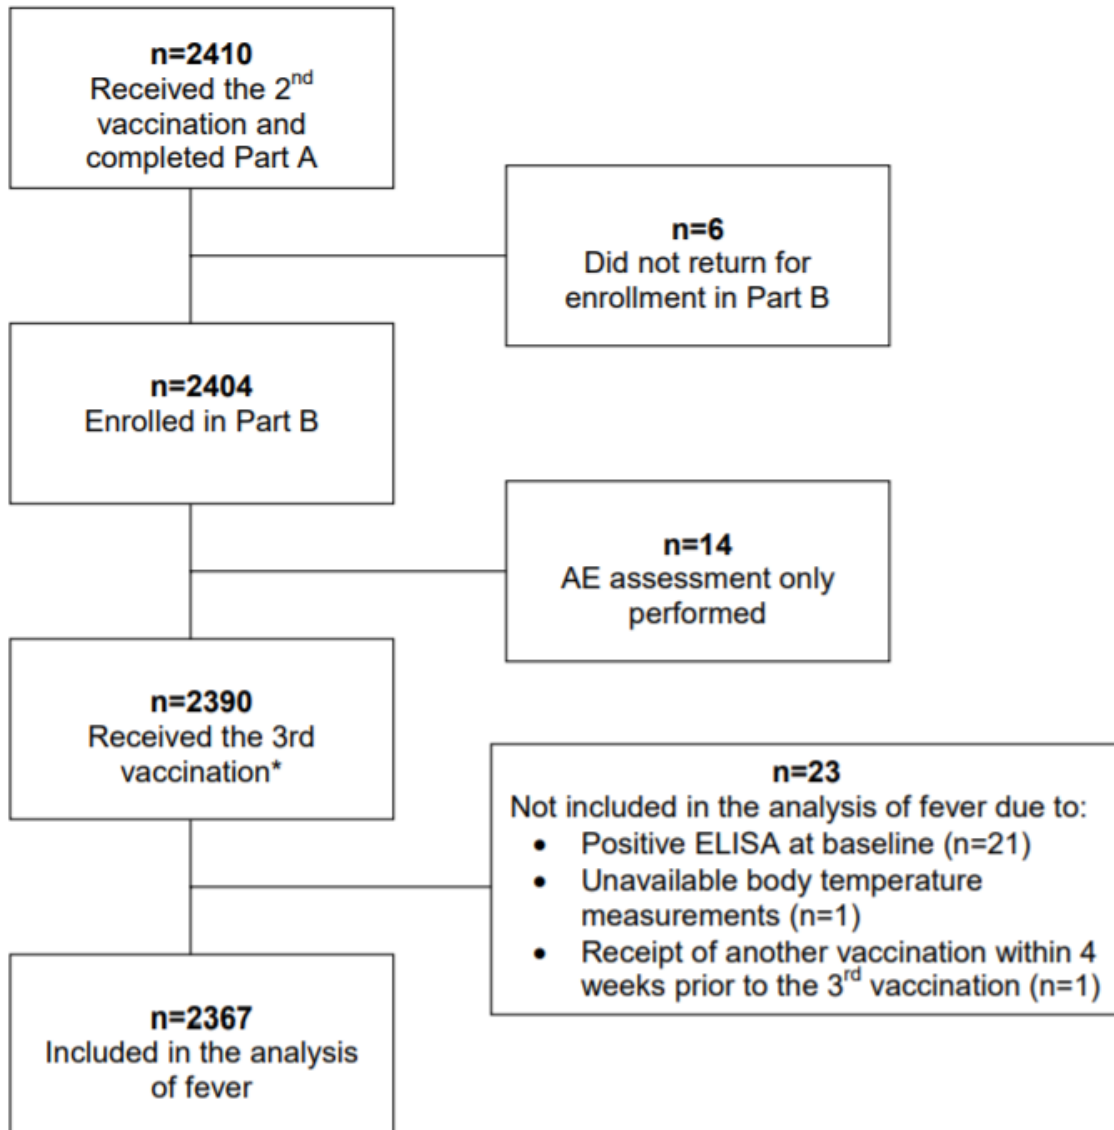 n=2410
Received the 2nd
vaccination and
completed Part A
n=6
Did not return for
enrollment in Part B
n=2404
Enrolled in Part B
n=14
AE assessment only
performed
n=2390
Received the 3rd
vaccination*
n=23
Not included in the analysis of fever due to:
• Positive ELISA at baseline (n=21)
• Unavailable body temperature
measurements (n=1)
• Receipt of another vaccination within 4
weeks prior to the 3rd vaccination (n=1)
n=2367
Included in the analysis
of fever